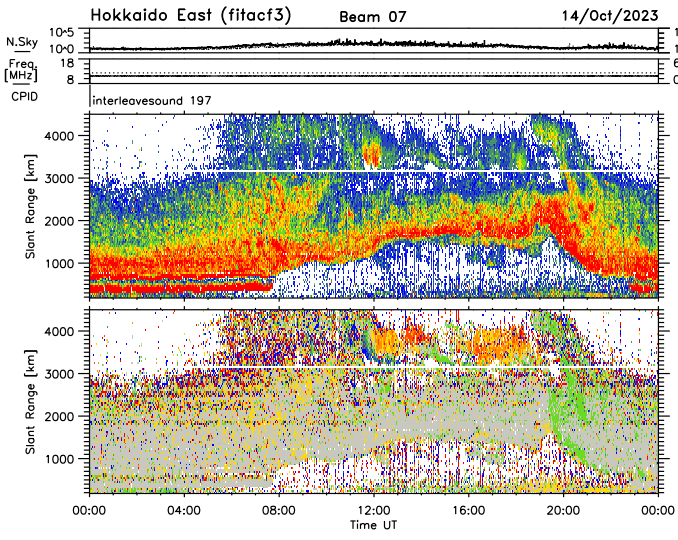 Hokkaido East (fitacf3) Beam 07 14/Oct/2023
N.Sky 10^5 10^0
Freq. [MHz] 18 8
CPID interleavesound 197
Slant Range [km] 4000 3000 2000 1000
Slant Range [km] 4000 3000 2000 1000
00:00 04:00 08:00 12:00 16:00 20:00 00:00
Time UT